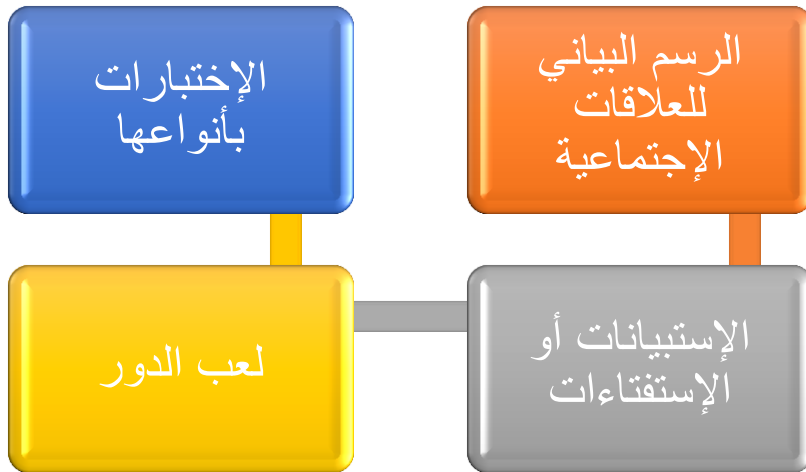 الرسم البياني
للعلاقات
الإجتماعية
الإستبيانات أو
الإستفتاءات
لعب الدور
الإختبارات
بأنواعها